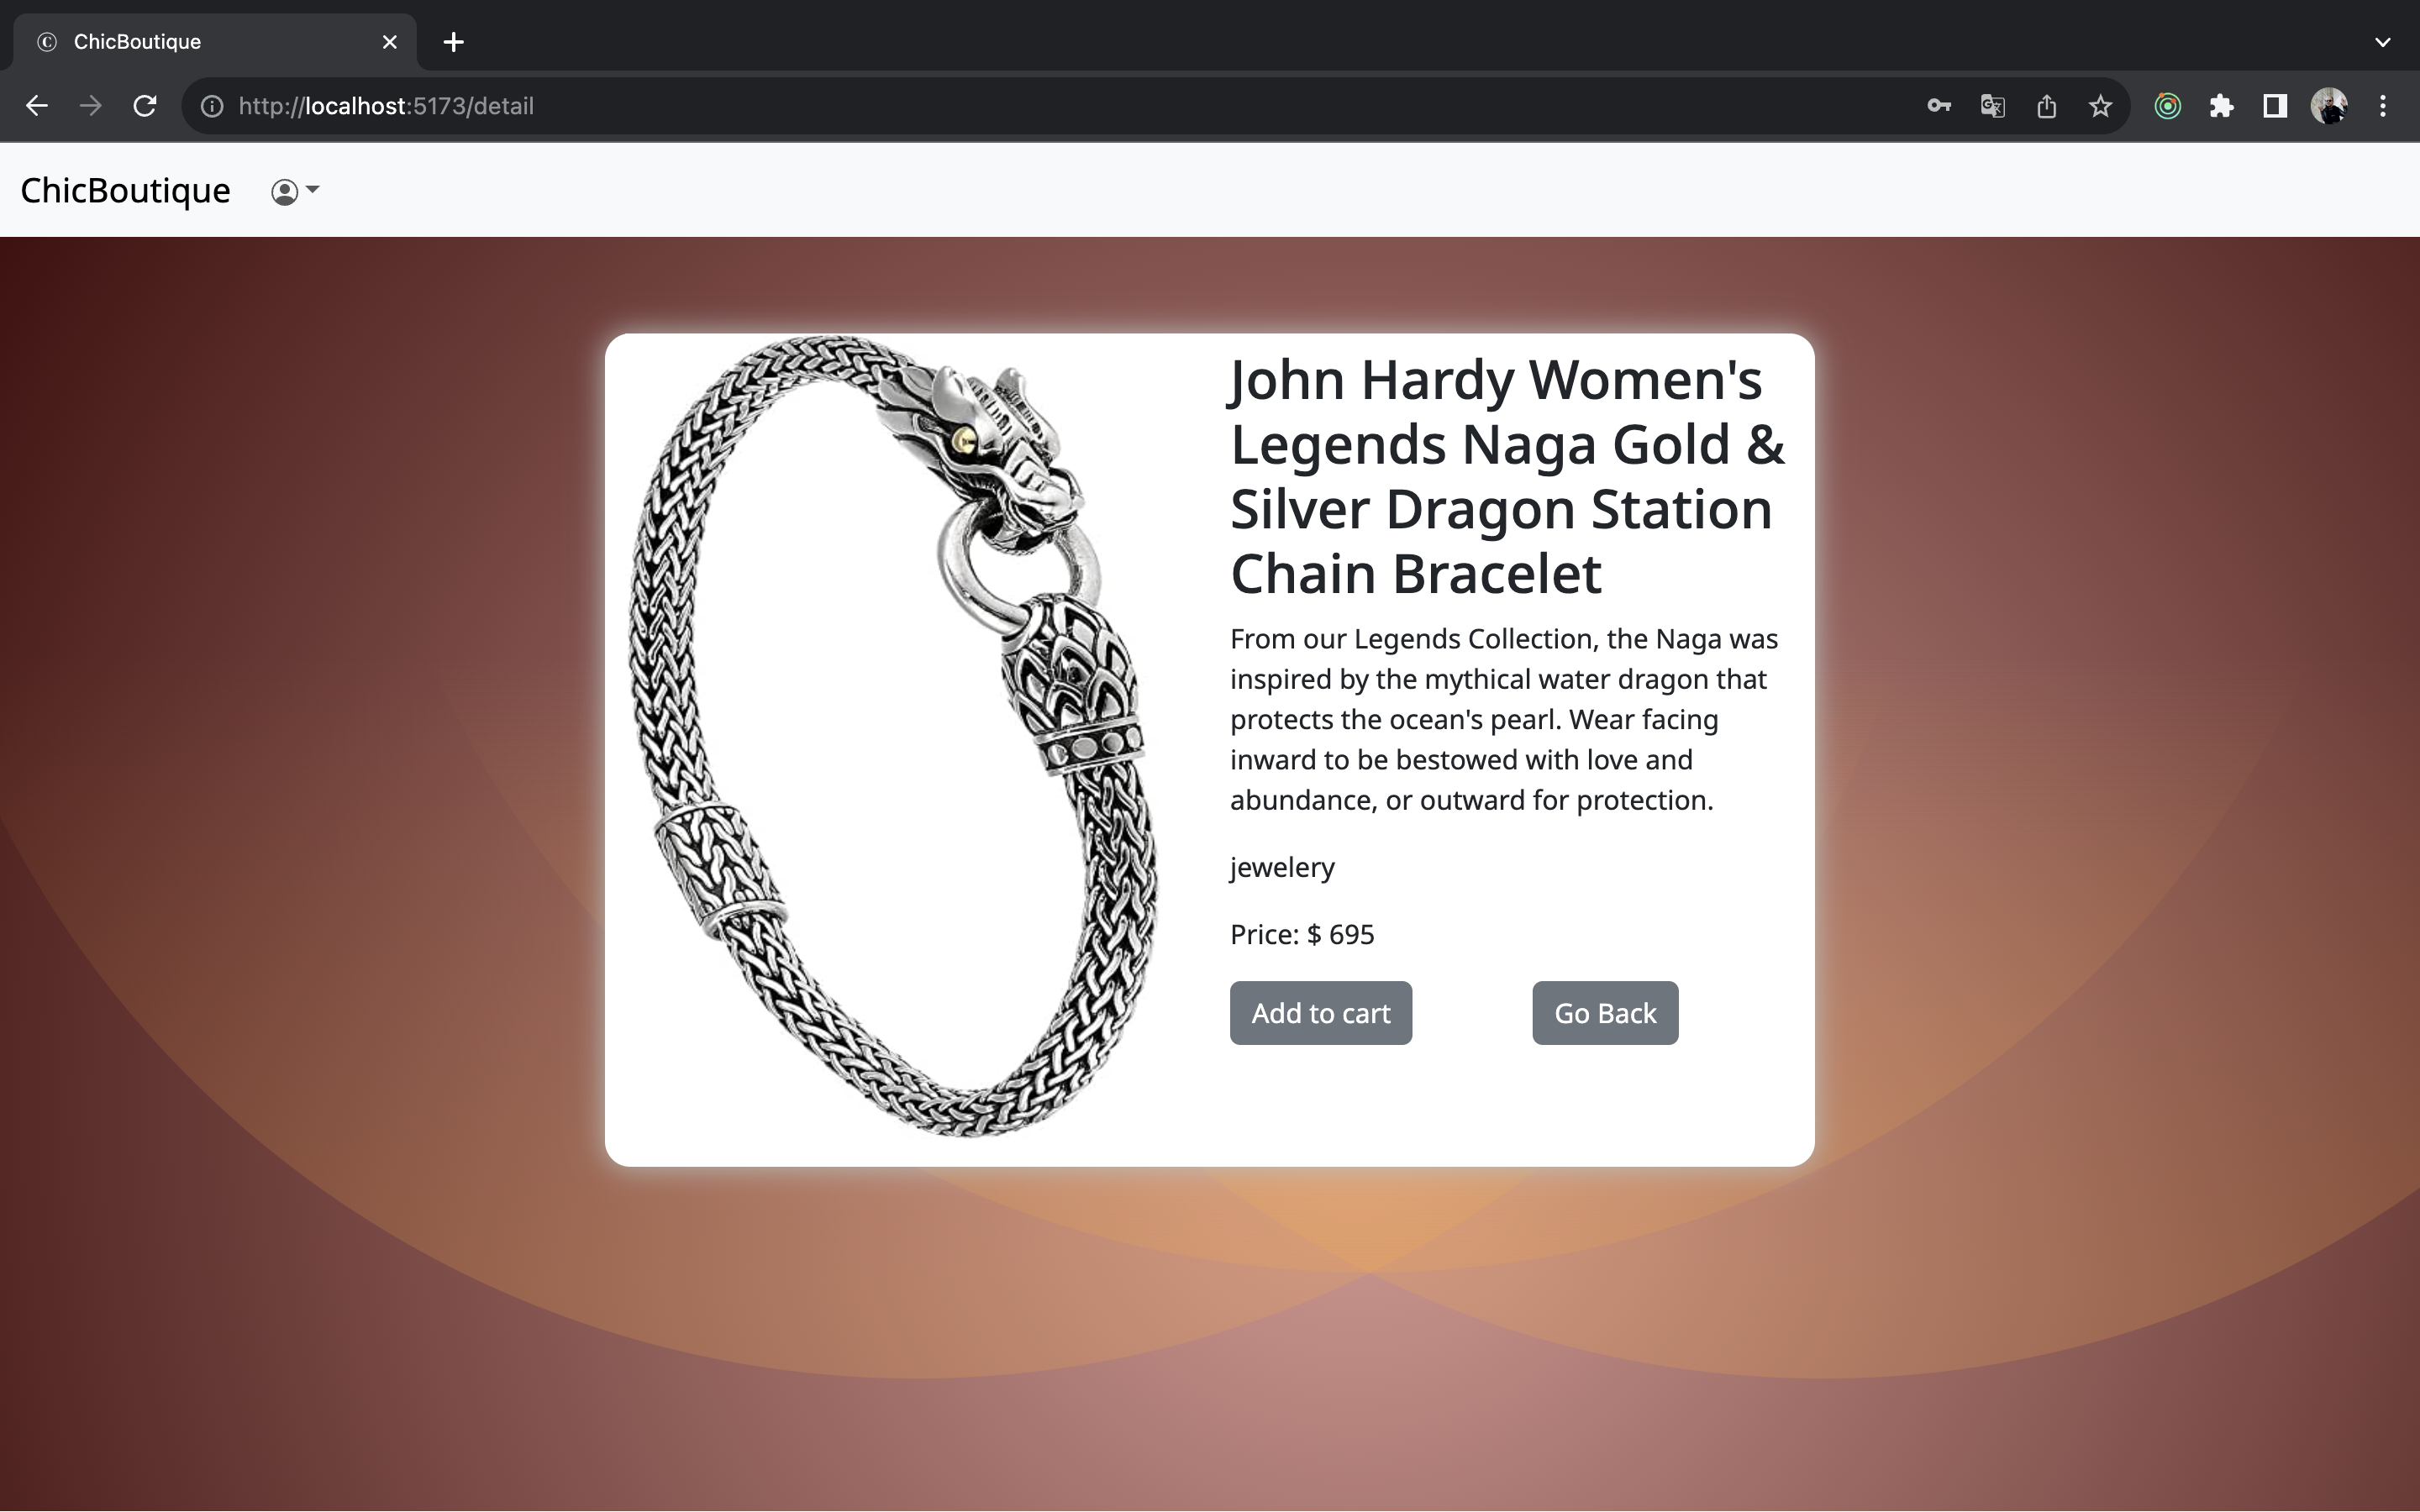 ChicBoutique
http://localhost:5173/detail
ChicBoutique
John Hardy Women's
Legends Naga Gold &
Silver Dragon Station
Chain Bracelet
From our Legends Collection, the Naga was
inspired by the mythical water dragon that
protects the ocean's pearl. Wear facing
inward to be bestowed with love and
abundance, or outward for protection.
jewelery
Price: $ 695
Add to cart
Go Back